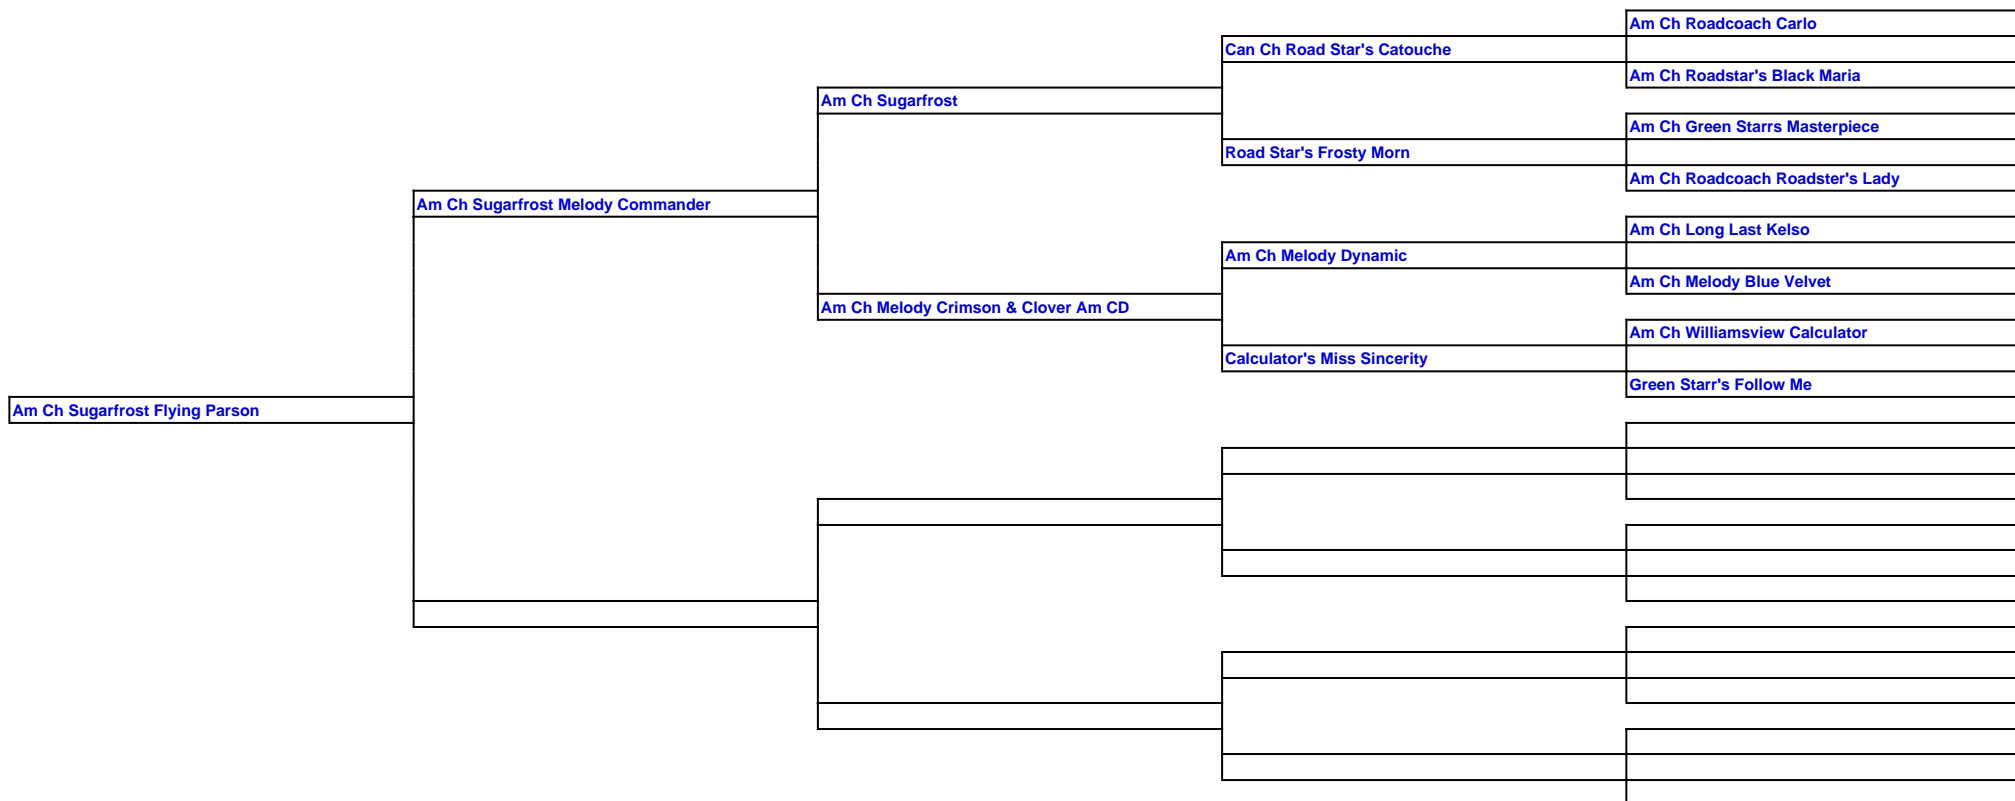 Am Ch Roadcoach Carlo
Can Ch Road Star's Catouche
Am Ch Roadstar's Black Maria
Am Ch Sugarfrost
Am Ch Green Starrs Masterpiece
Road Star's Frosty Morn
Am Ch Roadcoach Roadster's Lady
Am Ch Sugarfrost Melody Commander
Am Ch Long Last Kelso
Am Ch Melody Dynamic
Am Ch Melody Blue Velvet
Am Ch Melody Crimson & Clover Am CD
Am Ch Williamsview Calculator
Calculator's Miss Sincerity
Green Starr's Follow Me
Am Ch Sugarfrost Flying Parson